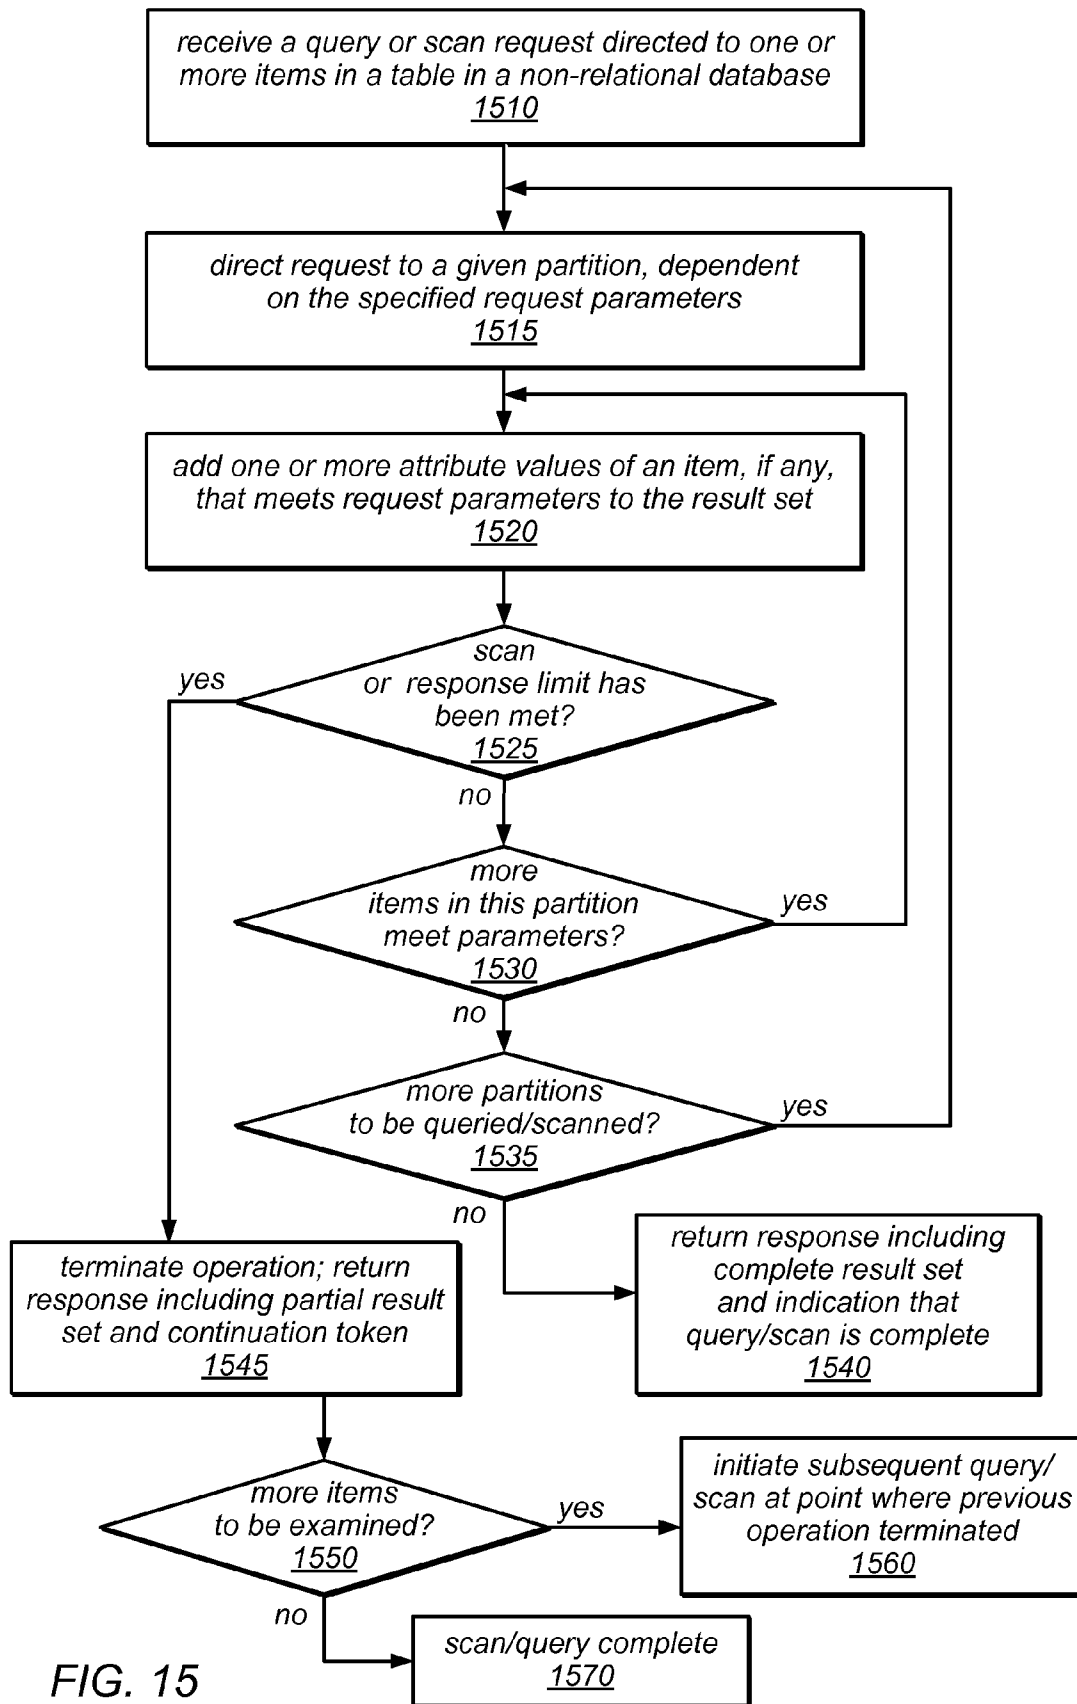 receive a query or scan request directed to one or
more items in a table in a non-relational database
1510
direct request to a given partition, dependent
on the specified request parameters
1515
add one or more attribute values of an item, if any,
that meets request parameters to the result set
1520
scan
or response limit has
been met?
1525
yes
no
more
items in this partition
meet parameters?
1530
yes
no
more partitions
to be queried/scanned?
1535
yes
no
return response including
complete result set
and indication that
query/scan is complete
1540
terminate operation; return
response including partial result
set and continuation token
1545
more items
to be examined?
1550
yes
no
initiate subsequent query/
scan at point where previous
operation terminated
1560
scan/query complete
1570
FIG. 15